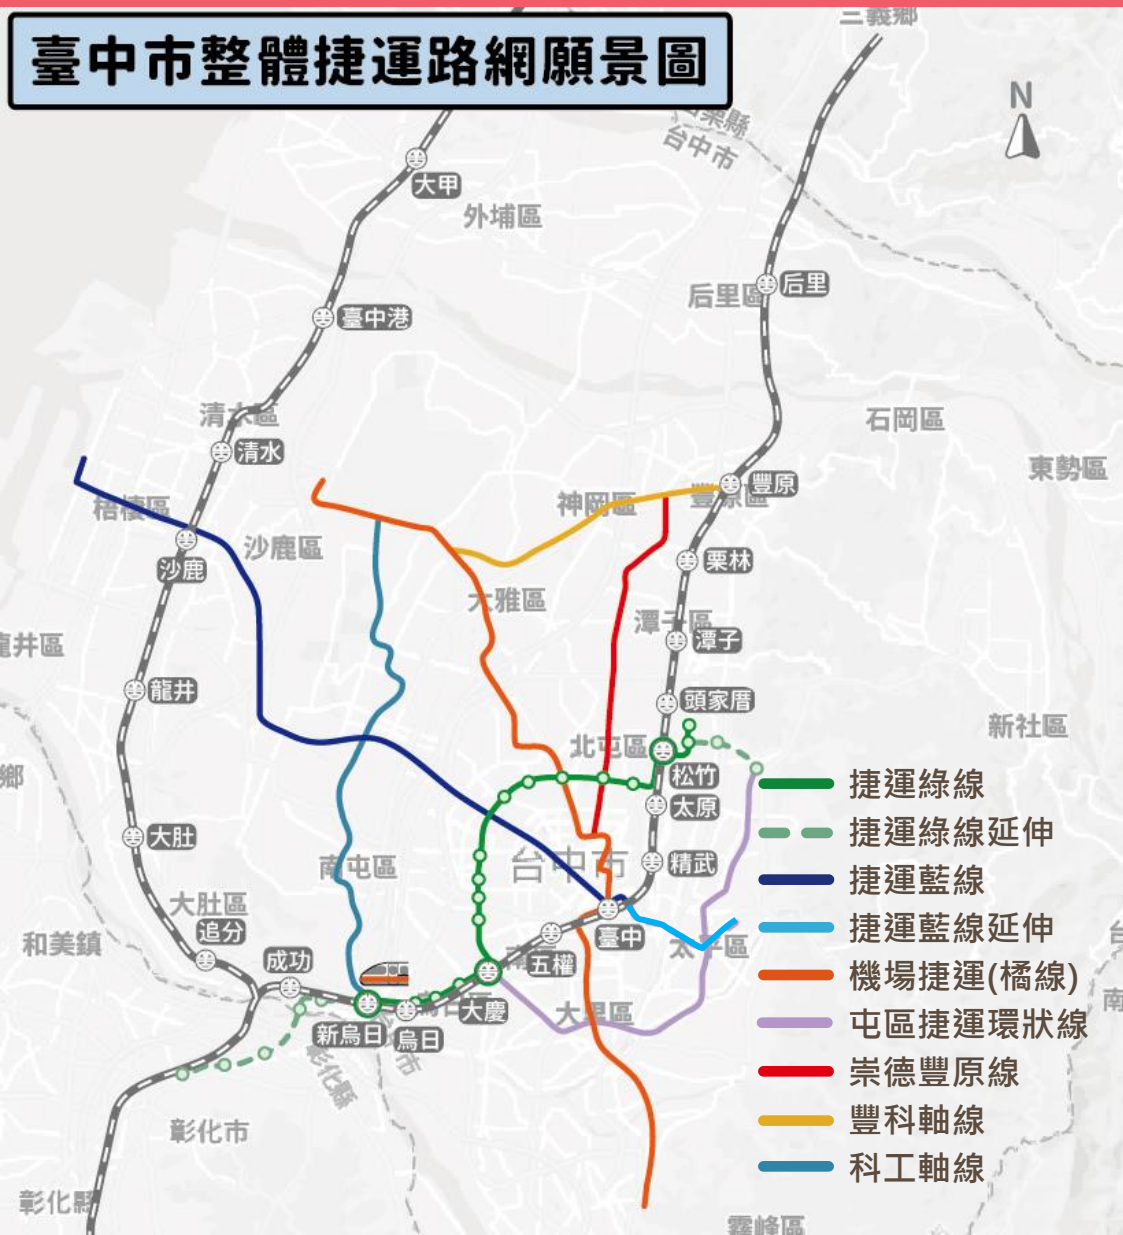 臺中市整體捷運路網願景圖
三義鄉
N
苗栗縣
台中市
大甲
外埔區
后里區
后里
臺中港
清水區
清水
石岡區
東勢區
梧棲區
神岡區
豐原區
豐原
沙鹿區
沙鹿
栗林
大雅區
潭子區
潭子
龍井區
龍井
頭家厝
新社區
北屯區
松竹
太原
鄉
大肚
南屯區
台中市
精武
大肚區
追分
和美鎮
成功
臺中
太平區
五權
大慶
大里區
新烏日
烏日
彰化縣
彰化市
彰化縣
霧峰區
捷運綠線
捷運綠線延伸
捷運藍線
捷運藍線延伸
機場捷運(橘線)
屯區捷運環狀線
崇德豐原線
豐科軸線
科工軸線